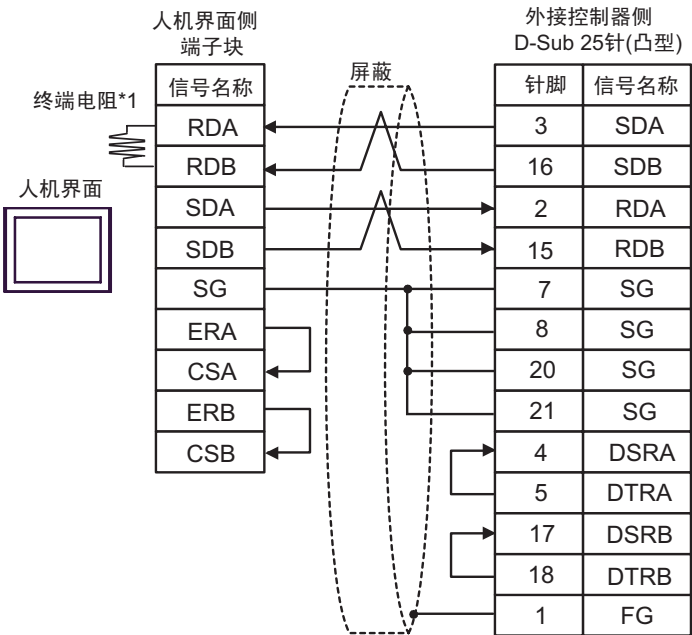 人机界面侧
端子块
外接控制器侧
D-Sub 25针(凸型)
屏蔽
终端电阻*1
人机界面
信号名称
RDA
RDB
SDA
SDB
SG
ERA
CSA
ERB
CSB
针脚 信号名称
3 SDA
16 SDB
2 RDA
15 RDB
7 SG
8 SG
20 SG
21 SG
4 DSRA
5 DTRA
17 DSRB
18 DTRB
1 FG